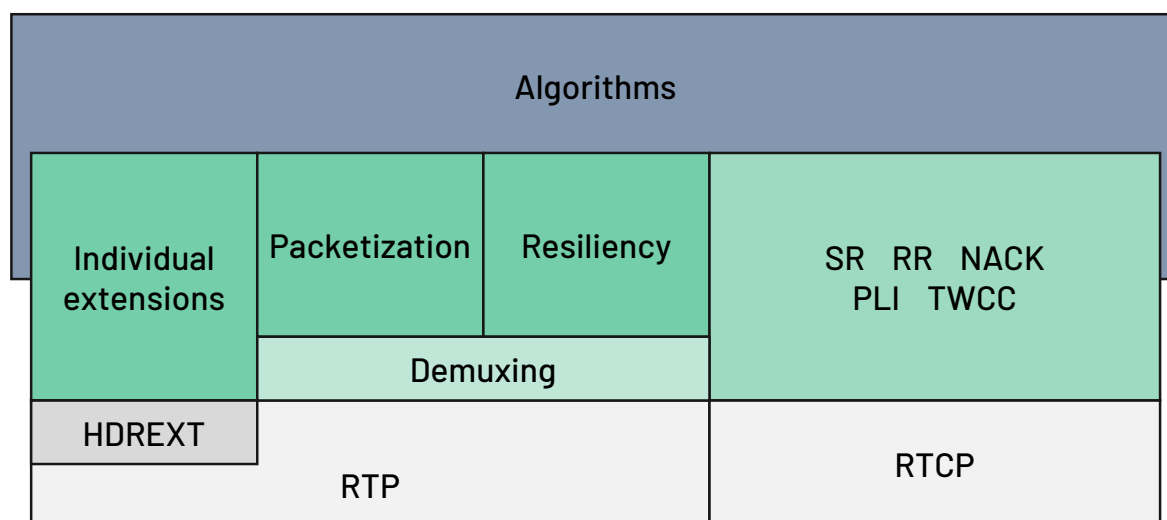 Algorithms
Individual
extensions
Packetization
Resiliency
SR RR NACK
PLI TWCC
Demuxing
HDREXT
RTP
RTCP